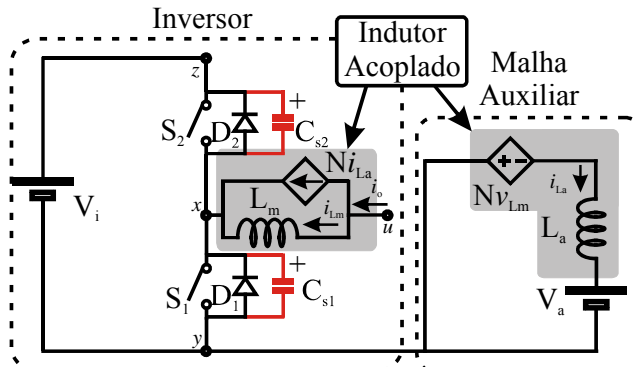 Inversor
Indutor
Acoplado
Malha
Auxiliar
z
S2
D2
+
Cs2
NiLa
Vi
Lm
iLm
io
x
u
+
S1
D1
Cs1
y
+ -
NvLm
iLa
La
Va